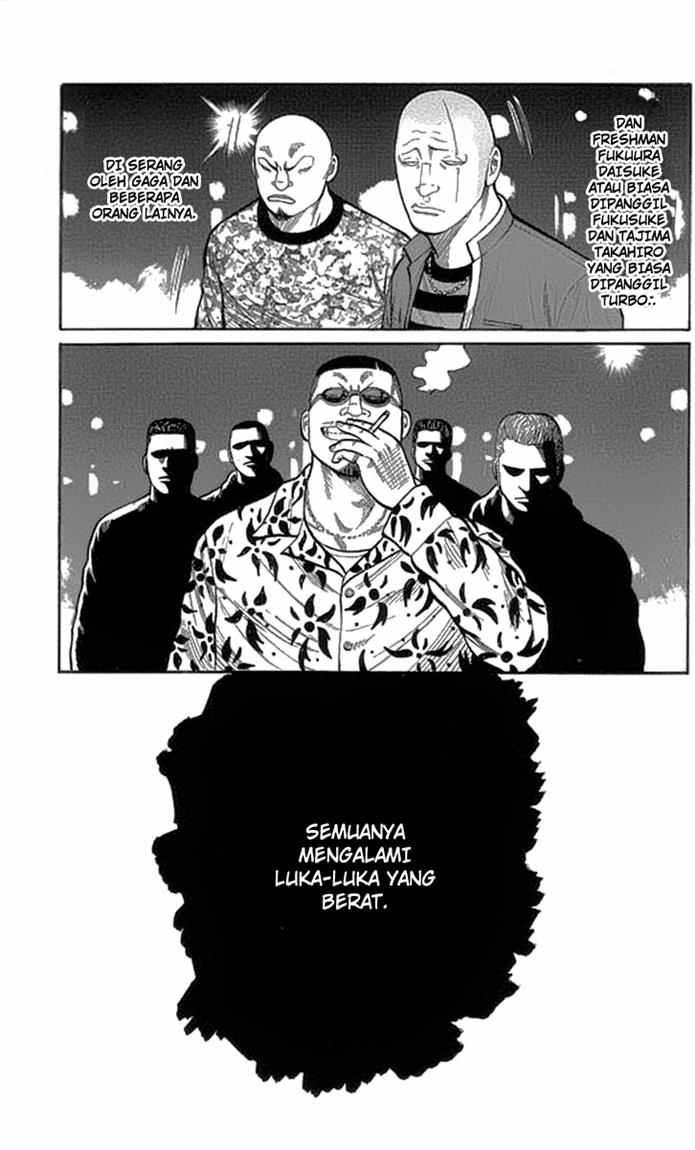 DAN
FRESHMAN
FUKUURA
DAISUKE
ATAU BIASA
DIPANGGIL
FUKUSUKE
DAN TAJIMA
TAKAHIRO
YANG BIASA
DIPANGGIL
TURBO..
DI SERANG
OLEH GAGA DAN
BEBERAPA
ORANG LAINYA.
SEMUANYA
MENGALAMI
LUKA-LUKA YANG
BERAT.